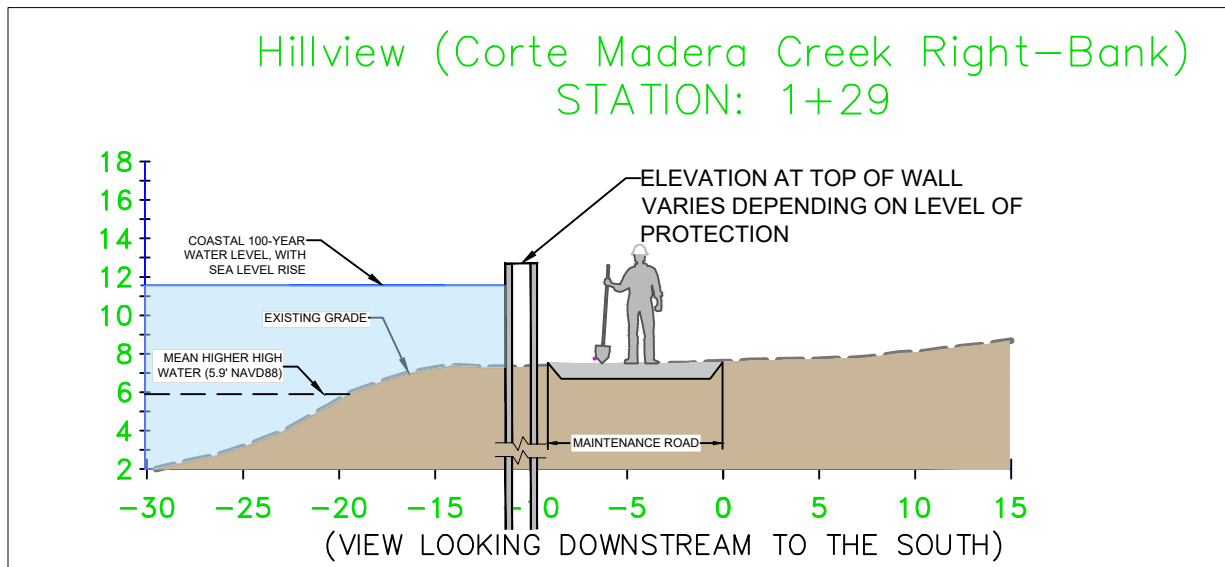 Hillview (Corte Madera Creek Right-Bank)
STATION: 1+29
18
16
14
12
10
8
6
4
2
ELEVATION AT TOP OF WALL
VARIES DEPENDING ON LEVEL OF
PROTECTION
COASTAL 100-YEAR
WATER LEVEL, WITH
SEA LEVEL RISE
EXISTING GRADE
MEAN HIGHER HIGH
WATER (5.9' NAVD88)
MAINTENANCE ROAD
-30 -25 -20 -15 -10 -5 0 5 10 15
(VIEW LOOKING DOWNSTREAM TO THE SOUTH)